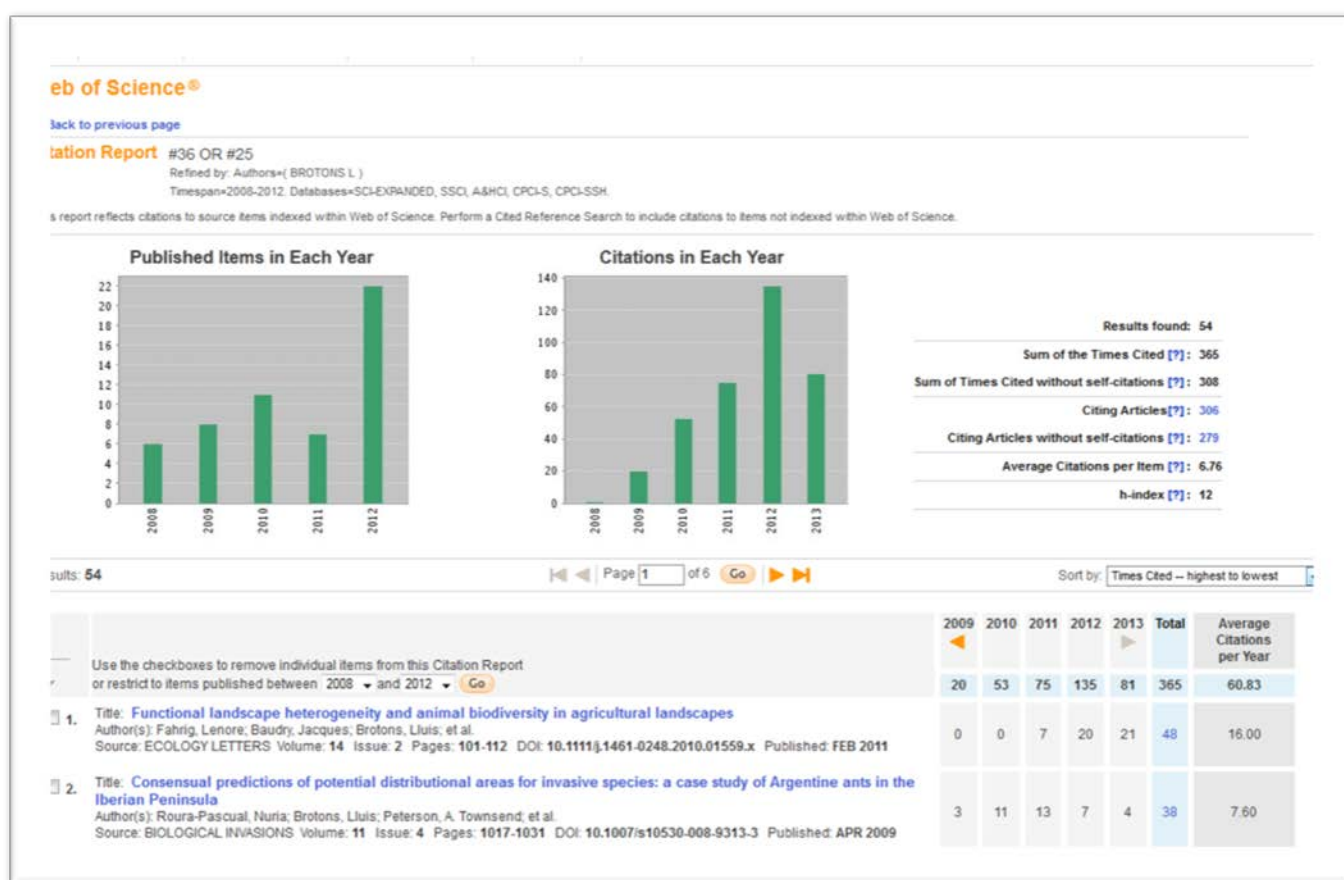 eb of Science®
Back to previous page
tation Report #36 OR #25
Refined by: Authors=( BROTONS L )
Timespan=2008-2012. Databases=SCI-EXPANDED, SSCI, A&HCI, CPCI-S, CPCI-SSH.
s report reflects citations to source items indexed within Web of Science. Perform a Cited Reference Search to include citations to items not indexed within Web of Science.
Published Items in Each Year
22
20
18
16
14
12
10
8
6
4
2
0
2008 2009 2010 2011 2012
Citations in Each Year
140
120
100
80
60
40
20
0
2008 2009 2010 2011 2012 2013
Results found: 54
Sum of the Times Cited [?] : 365
Sum of Times Cited without self-citations [?] : 308
Citing Articles[?] : 306
Citing Articles without self-citations [?] : 279
Average Citations per Item [?] : 6.76
h-index [?] : 12
sults: 54 Page 1 of 6 Go Sort by: Times Cited -- highest to lowest
2009 2010 2011 2012 2013 Total Average Citations per Year
Use the checkboxes to remove individual items from this Citation Report
or restrict to items published between 2008 and 2012 Go 20 53 75 135 81 365 60.83
1. Title: Functional landscape heterogeneity and animal biodiversity in agricultural landscapes
Author(s): Fahrig, Lenore; Baudry, Jacques; Brotons, Lluis; et al.
Source: ECOLOGY LETTERS Volume: 14 Issue: 2 Pages: 101-112 DOI: 10.1111/j.1461-0248.2010.01559.x Published: FEB 2011
0 0 7 20 21 48 16.00
2. Title: Consensual predictions of potential distributional areas for invasive species: a case study of Argentine ants in the
Iberian Peninsula
Author(s): Roura-Pascual, Nuria; Brotons, Lluis; Peterson, A. Townsend; et al.
Source: BIOLOGICAL INVASIONS Volume: 11 Issue: 4 Pages: 1017-1031 DOI: 10.1007/s10530-008-9313-3 Published: APR 2009
3 11 13 7 4 38 7.60